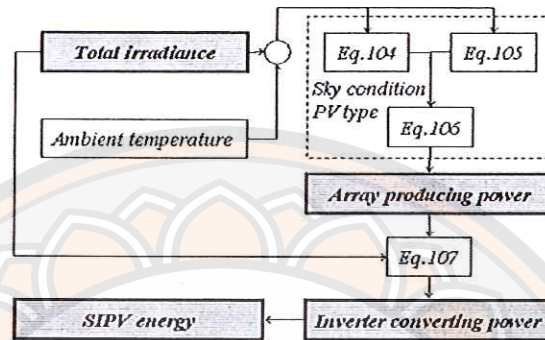 Total irradiance
Eq.104
Eq.105
Sky condition
PV type
Ambient temperature
Eq.106
Array producing power
Eq.107
SIPV energy
Inverter converting power